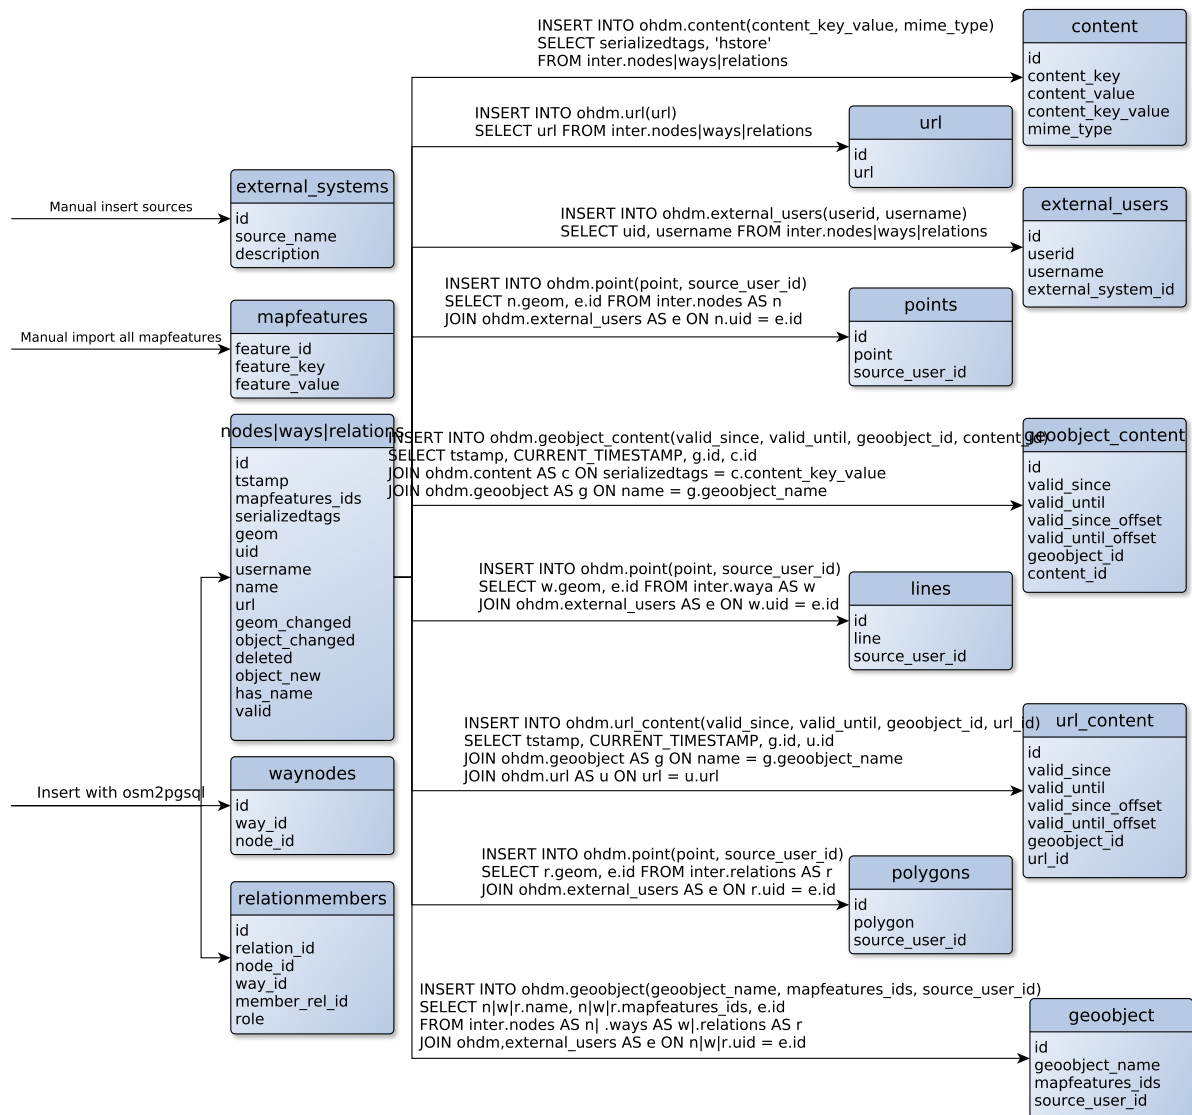 INSERT INTO ohdm.content(content_key_value, mime_type)
SELECT serializedtags, 'hstore'
FROM inter.nodes|ways|relations
content
id
content_key
content_value
content_key_value
mime_type
INSERT INTO ohdm.url(url)
SELECT url FROM inter.nodes|ways|relations
url
id
url
Manual insert sources
external_systems
id
source_name
description
INSERT INTO ohdm.external_users(userid, username)
SELECT uid, username FROM inter.nodes|ways|relations
external_users
id
userid
username
external_system_id
INSERT INTO ohdm.point(point, source_user_id)
SELECT n.geom, e.id FROM inter.nodes AS n
JOIN ohdm.external_users AS e ON n.uid = e.id
points
id
point
source_user_id
Manual import all mapfeatures
mapfeatures
feature_id
feature_key
feature_value
nodes|ways|relations
id
tstamp
mapfeatures_ids
serializedtags
geom
uid
username
name
url
geom_changed
object_changed
deleted
object_new
has_name
valid
INSERT INTO ohdm.geobject_content(valid_since, valid_until, geoobject_id, content_id)
SELECT tstamp, CURRENT_TIMESTAMP, g.id, c.id
JOIN ohdm.content AS c ON serializedtags = c.content_key_value
JOIN ohdm.geoobject AS g ON name = g.geoobject_name
geoobject_content
id
valid_since
valid_until
valid_since_offset
valid_until_offset
geoobject_id
content_id
INSERT INTO ohdm.point(point, source_user_id)
SELECT w.geom, e.id FROM inter.waya AS w
JOIN ohdm.external_users AS e ON w.uid = e.id
lines
id
line
source_user_id
INSERT INTO ohdm.url_content(valid_since, valid_until, geoobject_id, url_id)
SELECT tstamp, CURRENT_TIMESTAMP, g.id, u.id
JOIN ohdm.geoobject AS g ON name = g.geoobject_name
JOIN ohdm.url AS u ON url = u.url
url_content
id
valid_since
valid_until
valid_since_offset
valid_until_offset
geoobject_id
url_id
Insert with osm2pgsql
waynodes
id
way_id
node_id
INSERT INTO ohdm.point(point, source_user_id)
SELECT r.geom, e.id FROM inter.relations AS r
JOIN ohdm.external_users AS e ON r.uid = e.id
polygons
id
polygon
source_user_id
relationmembers
id
relation_id
node_id
way_id
member_rel_id
role
INSERT INTO ohdm.geoobject(geoobject_name, mapfeatures_ids, source_user_id)
SELECT n|w|r.name, n|w|r.mapfeatures_ids, e.id
FROM inter.nodes AS n| .ways AS w|.relations AS r
JOIN ohdm,external_users AS e ON n|w|r.uid = e.id
geoobject
id
geoobject_name
mapfeatures_ids
source_user_id